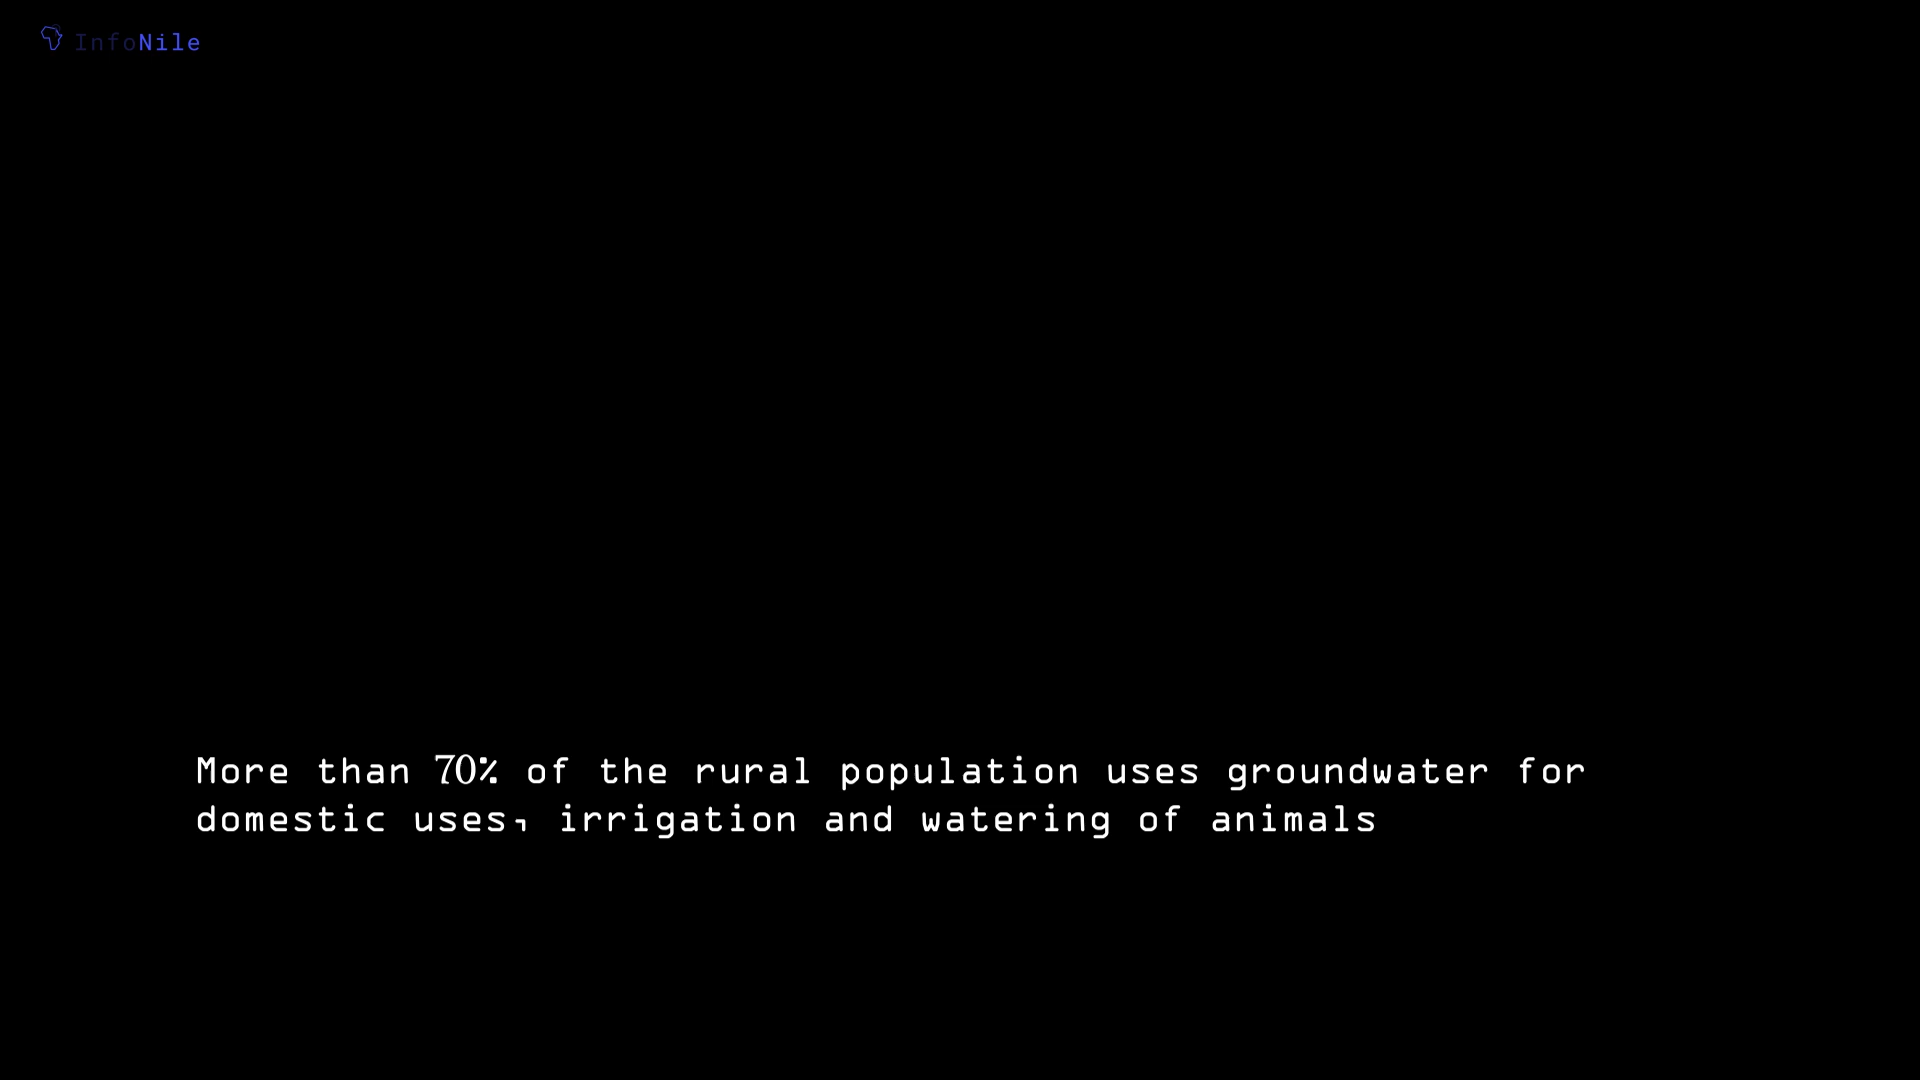 InfoNile
More than 70% of the rural population uses groundwater for
domestic uses, irrigation and watering of animals